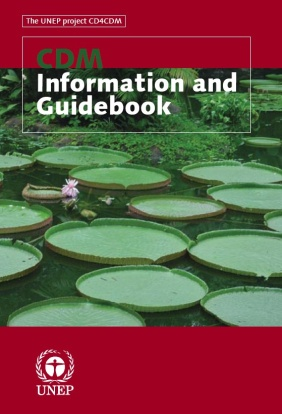 The UNEP project CD4CDM
CDM
Information and
Guidebook
UNEP